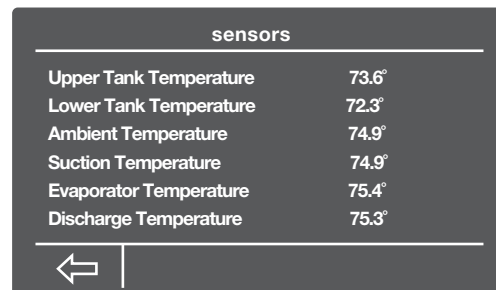 sensors
Upper Tank Temperature 73.6°
Lower Tank Temperature 72.3°
Ambient Temperature 74.9°
Suction Temperature 74.9°
Evaporator Temperature 75.4°
Discharge Temperature 75.3°